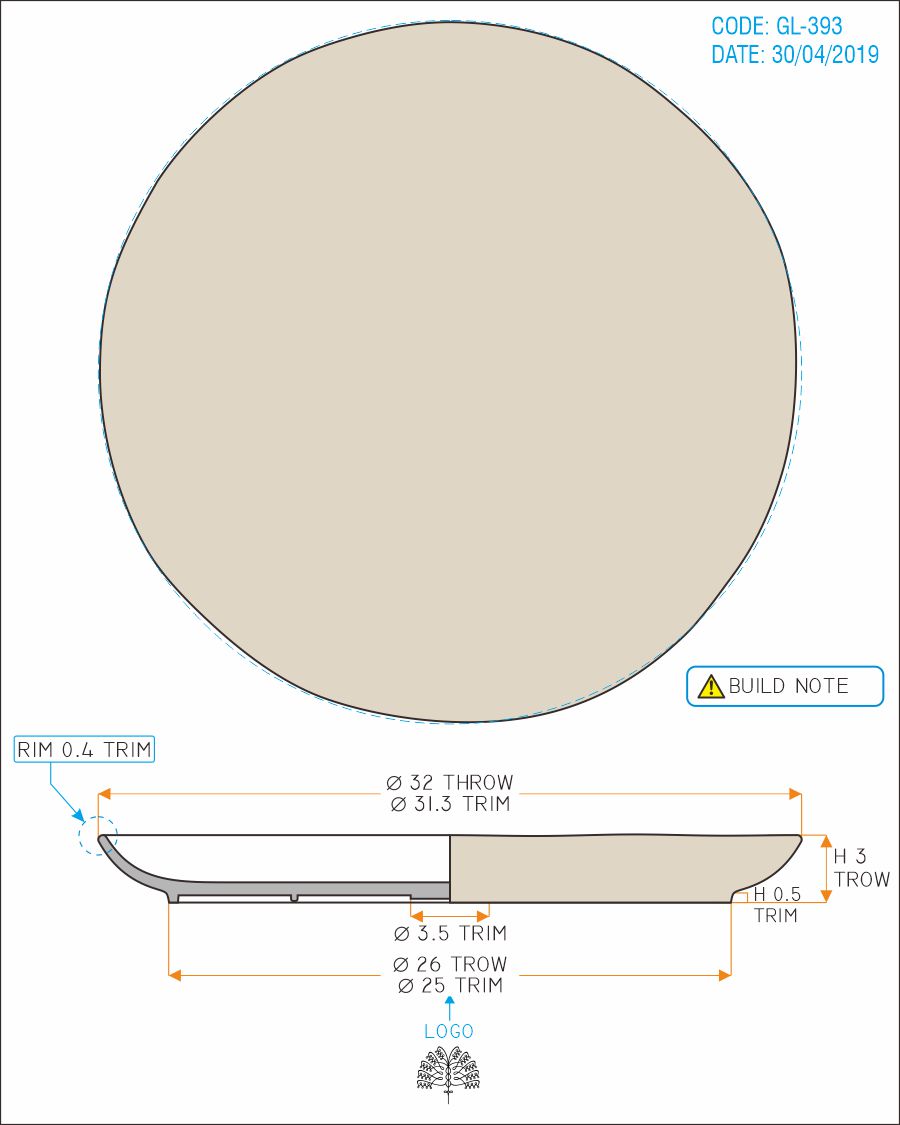 CODE: GL-393
DATE: 30/04/2019
BUILD NOTE
RIM 0.4 TRIM
Ø 32 THROW
Ø 31.3 TRIM
H 3
TROW
H 0.5
TRIM
Ø 3.5 TRIM
Ø 26 TROW
Ø 25 TRIM
LOGO